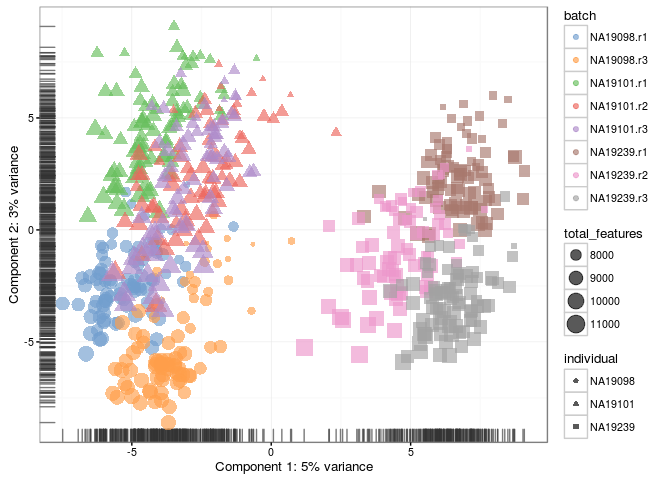 batch
NA19098.r1
NA19098.r3
NA19101.r1
NA19101.r2
NA19101.r3
NA19239.r1
NA19239.r2
NA19239.r3
total_features
8000
9000
10000
11000
individual
NA19098
NA19101
NA19239
5
0
-5
Component 2: 3% variance
-5
0
5
Component 1: 5% variance